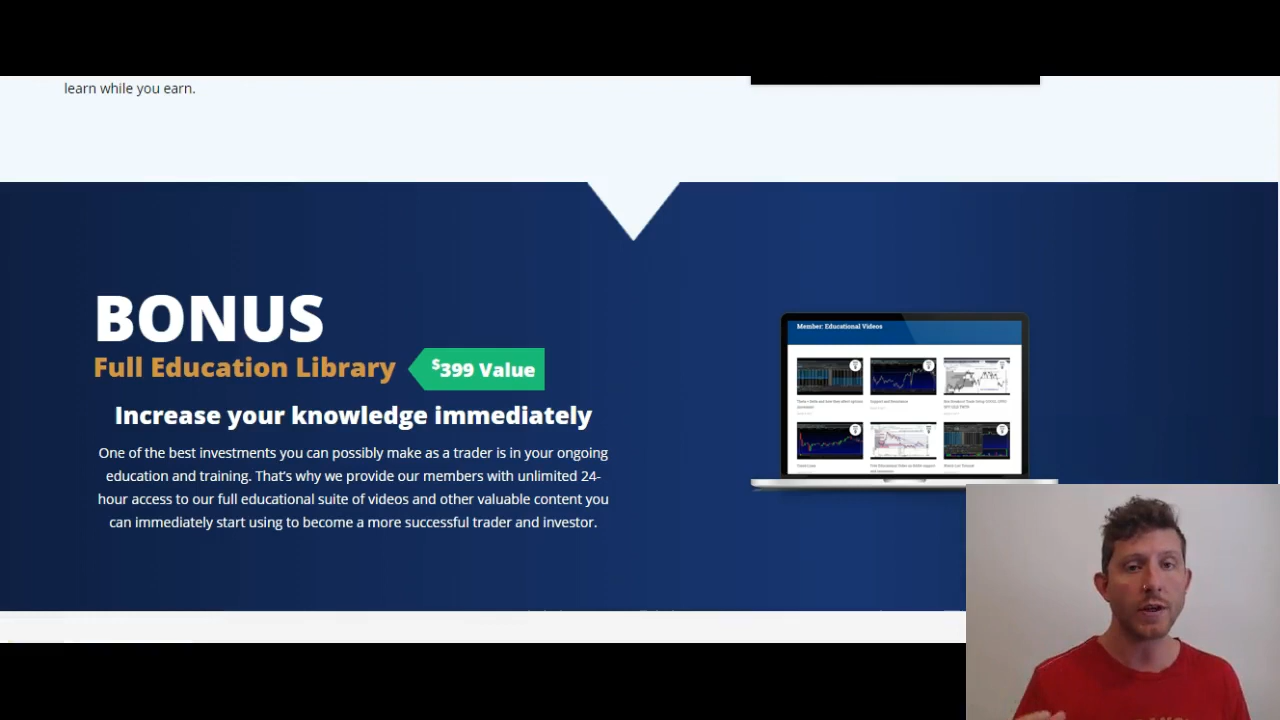 learn while you earn.
BONUS
Full Education Library
$399 Value
Increase your knowledge immediately
One of the best investments you can possibly make as a trader is in your ongoing
education and training. That's why we provide our members with unlimited 24-
hour access to our full educational suite of videos and other valuable content you
can immediately start using to become a more successful trader and investor.
Member: Educational Videos
Support and Resistance